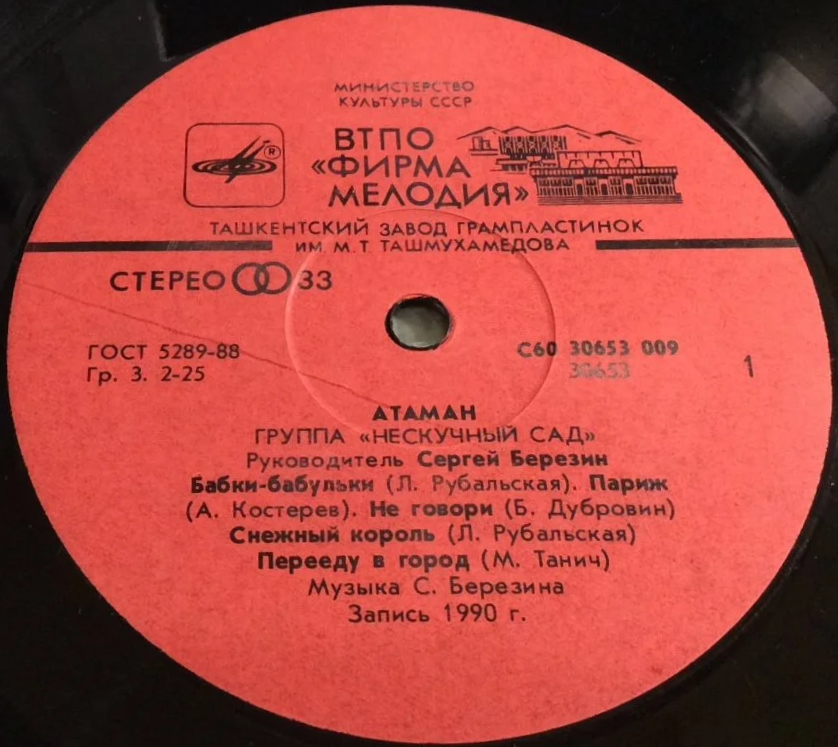 МИНИСТЕРСТВО
КУЛЬТУРЫ СССР
ВТПО
«ФИРМА
МЕЛОДИЯ»
®
ТАШКЕНТСКИЙ ЗАВОД ГРАМПЛАСТИНОК
ИМ. М. Т. ТАШМУХАМЕДОВА
СТЕРЕО 33
ГОСТ 5289-88
Гр. 3. 2-25
С60 30653 009
30653
1
АТАМАН
ГРУППА «НЕСКУЧНЫЙ САД»
Руководитель Сергей Березин
Бабки-бабульки (Л. Рубальская). Париж
(А. Костерев). Не говори (Б. Дубровин)
Снежный король (Л. Рубальская)
Перееду в город (М. Танич)
Музыка С. Березина
Запись 1990 г.